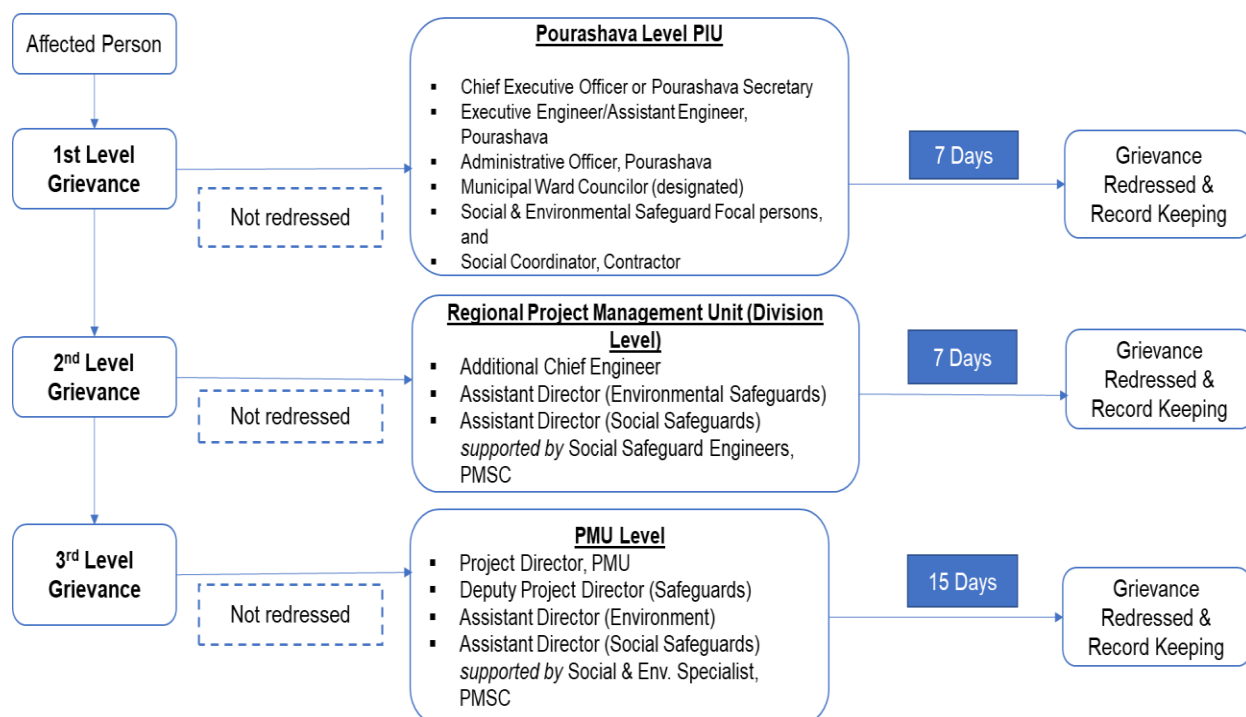 Affected Person
Pourashava Level PIU
▪ Chief Executive Officer or Pourashava Secretary
▪ Executive Engineer/Assistant Engineer,
Pourashava
▪ Administrative Officer, Pourashava
▪ Municipal Ward Councilor (designated)
▪ Social & Environmental Safeguard Focal persons,
and
▪ Social Coordinator, Contractor
1st Level
Grievance
Not redressed
7 Days
Grievance
Redressed &
Record Keeping
Regional Project Management Unit (Division
Level)
▪ Additional Chief Engineer
▪ Assistant Director (Environmental Safeguards)
▪ Assistant Director (Social Safeguards)
supported by Social Safeguard Engineers,
PMSC
2nd Level
Grievance
Not redressed
7 Days
Grievance
Redressed &
Record Keeping
PMU Level
▪ Project Director, PMU
▪ Deputy Project Director (Safeguards)
▪ Assistant Director (Environment)
▪ Assistant Director (Social Safeguards)
supported by Social & Env. Specialist,
PMSC
3rd Level
Grievance
Not redressed
15 Days
Grievance
Redressed &
Record Keeping